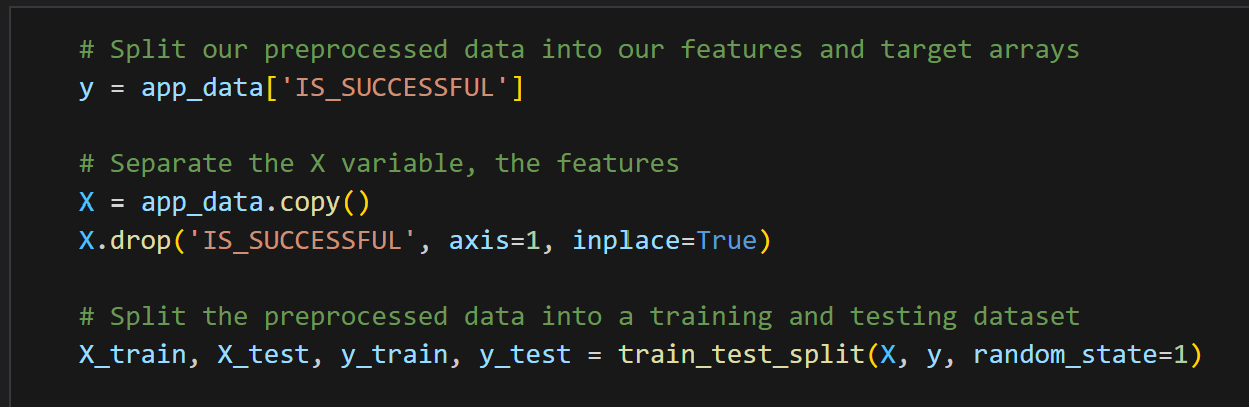 # Split our preprocessed data into our features and target arrays
y = app_data['IS_SUCCESSFUL']
# Separate the X variable, the features
X = app_data.copy()
X.drop('IS_SUCCESSFUL', axis=1, inplace=True)
# Split the preprocessed data into a training and testing dataset
X_train, X_test, y_train, y_test = train_test_split(X, y, random_state=1)